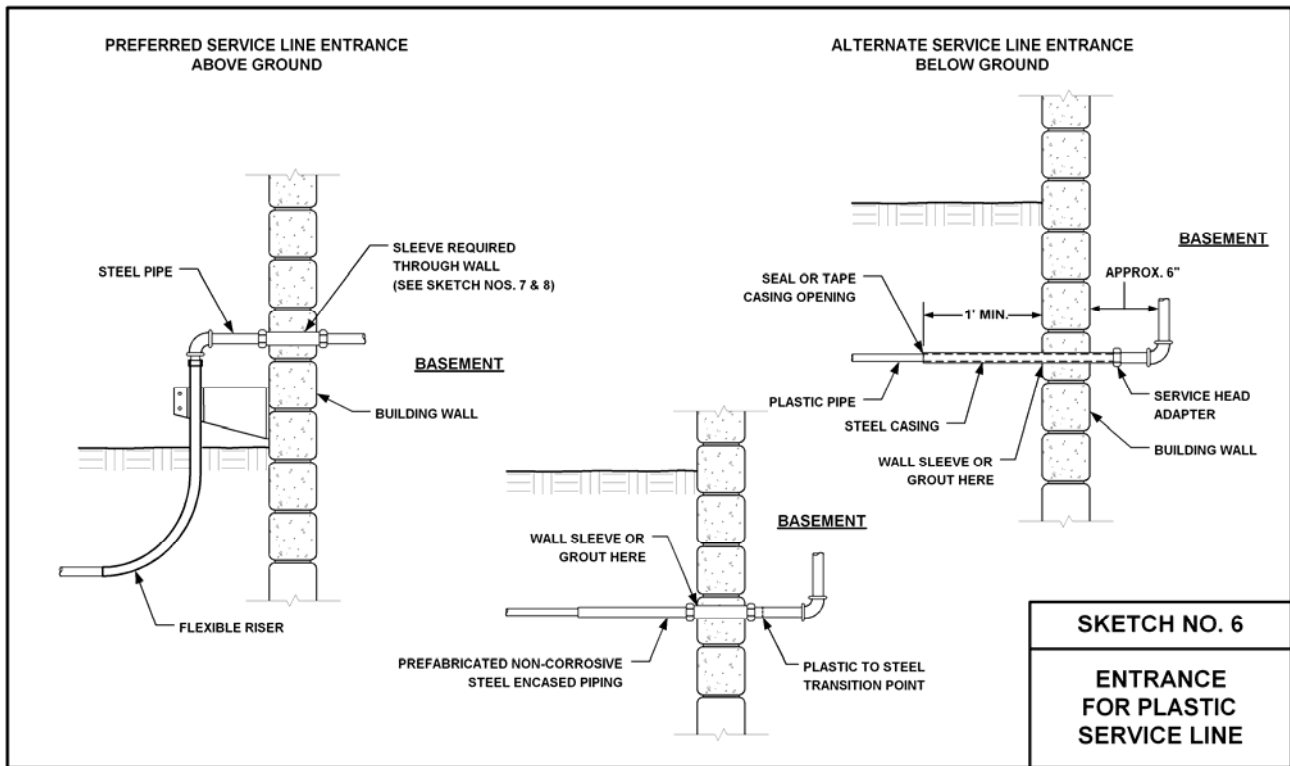 PREFERRED SERVICE LINE ENTRANCE
ABOVE GROUND
STEEL PIPE
SLEEVE REQUIRED
THROUGH WALL
(SEE SKETCH NOS. 7 & 8)
BASEMENT
BUILDING WALL
FLEXIBLE RISER
ALTERNATE SERVICE LINE ENTRANCE
BELOW GROUND
BASEMENT
SEAL OR TAPE
CASING OPENING
APPROX. 6"
1' MIN.
PLASTIC PIPE
STEEL CASING
SERVICE HEAD
ADAPTER
WALL SLEEVE OR
GROUT HERE
BUILDING WALL
BASEMENT
WALL SLEEVE OR
GROUT HERE
PREFABRICATED NON-CORROSIVE
STEEL ENCASED PIPING
PLASTIC TO STEEL
TRANSITION POINT
SKETCH NO. 6
ENTRANCE
FOR PLASTIC
SERVICE LINE